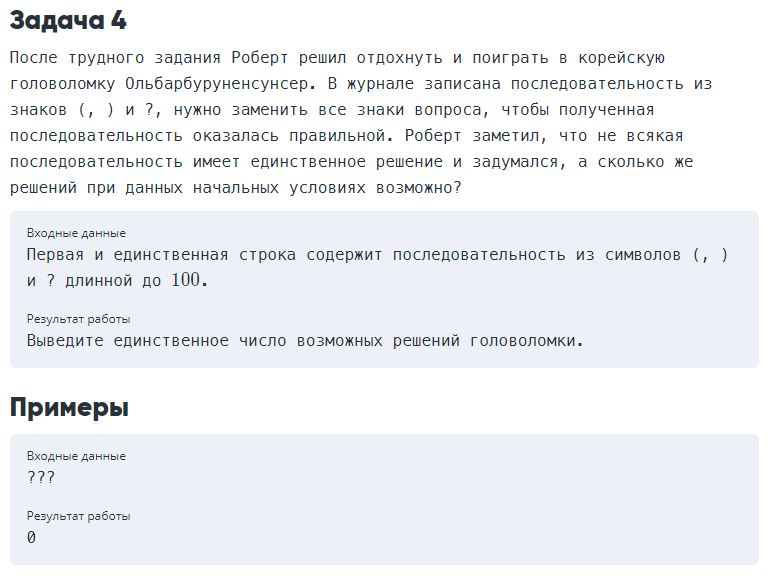 Задача 4
После трудного задания Роберт решил отдохнуть и поиграть в корейскую
головоломку Ольбарбуруненсунсер. В журнале записана последовательность из
знаков (, ) и ?, нужно заменить все знаки вопроса, чтобы полученная
последовательность оказалась правильной. Роберт заметил, что не всякая
последовательность имеет единственное решение и задумался, а сколько же
решений при данных начальных условиях возможно?
Входные данные
Первая и единственная строка содержит последовательность из символов (, )
и ? длинной до 100.
Результат работы
Выведите единственное число возможных решений головоломки.
Примеры
Входные данные
???
Результат работы
0